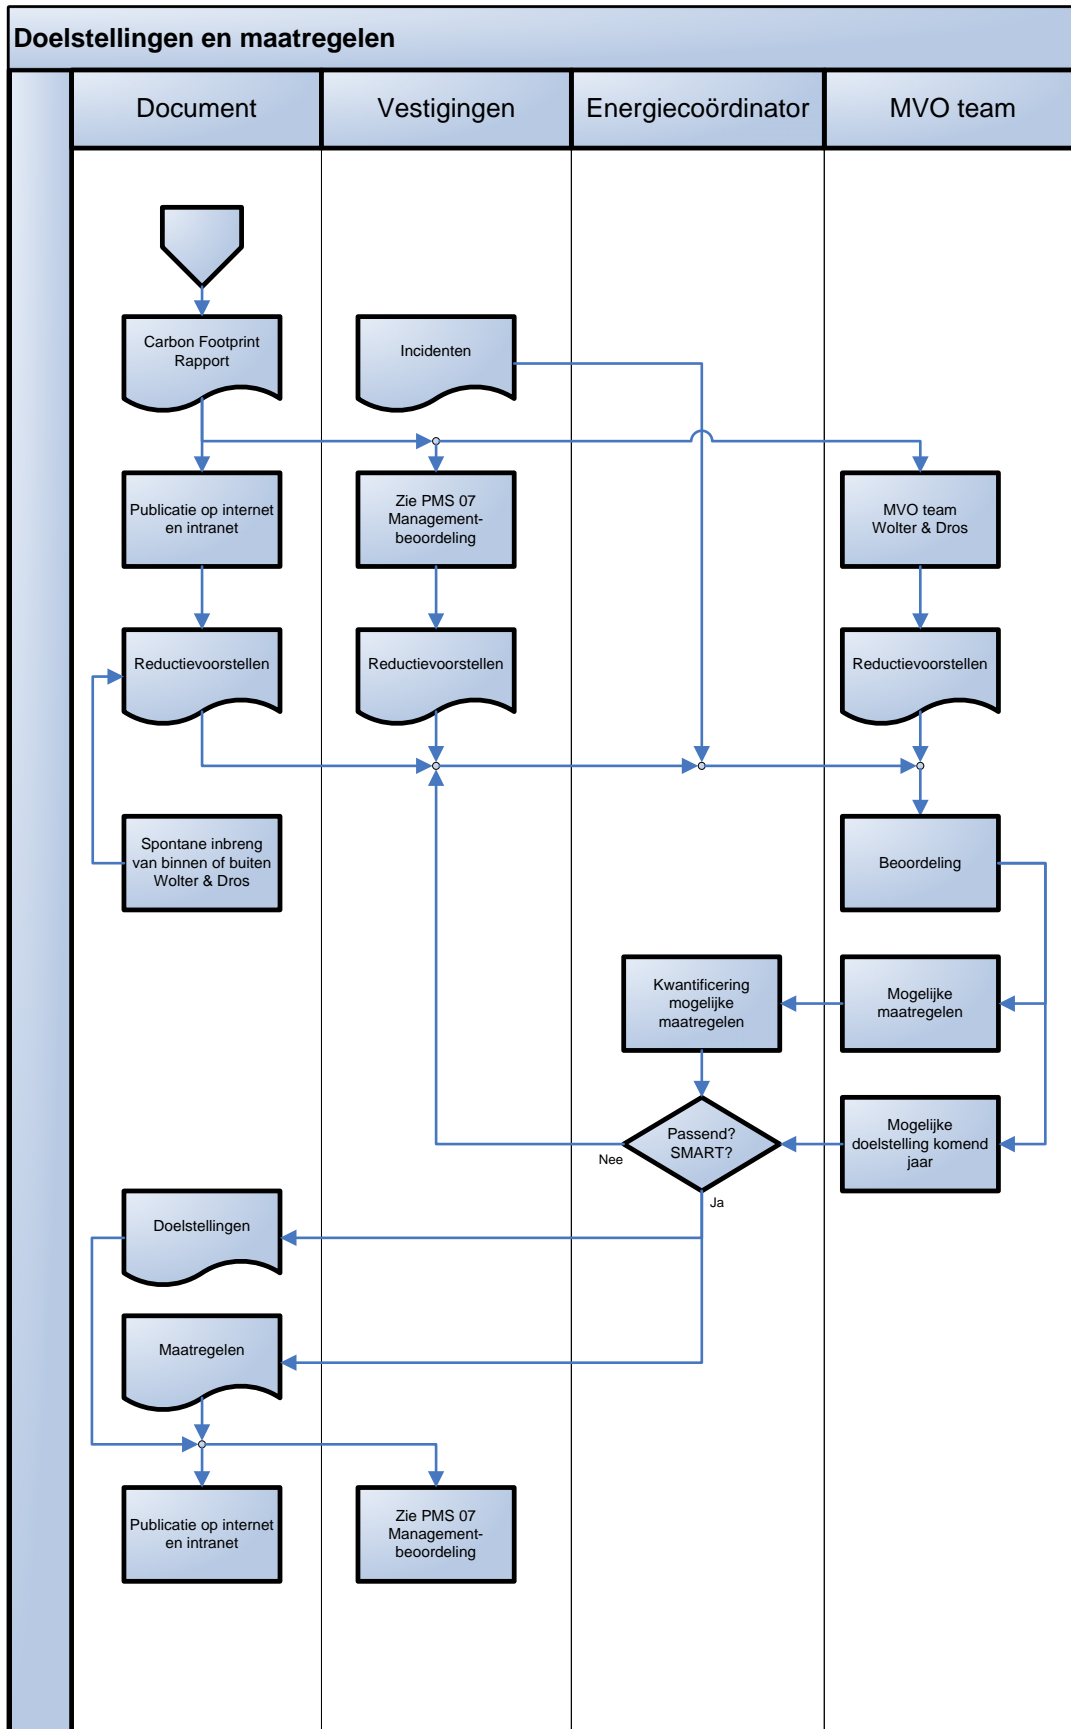 Doelstellingen en maatregelen
Document
Vestigingen
Energiecoördinator
MVO team
Carbon Footprint
Rapport
Incidenten
Publicatie op internet
en intranet
Zie PMS 07
Management-
beoordeling
MVO team
Wolter & Dros
Reductievoorstellen
Reductievoorstellen
Reductievoorstellen
Spontane inbreng
van binnen of buiten
Wolter & Dros
Beoordeling
Kwantificering
mogelijke
maatregelen
Mogelijke
maatregelen
Passend?
SMART?
Mogelijke
doelstelling komend
jaar
Nee
Ja
Doelstellingen
Maatregelen
Publicatie op internet
en intranet
Zie PMS 07
Management-
beoordeling